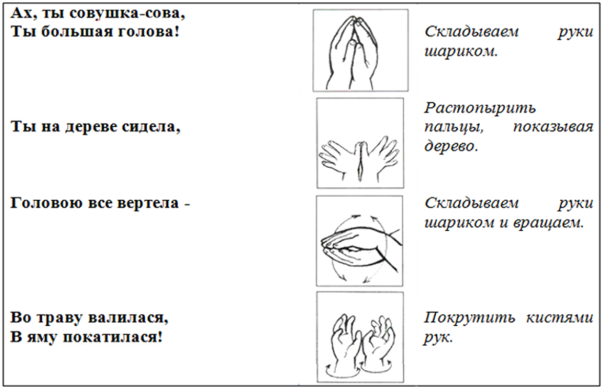 Ах, ты совушка-сова,
Ты большая голова!
Складываем руки
шариком.
Ты на дереве сидела,
Растопырить
пальцы, показывая
дерево.
Головою все вертела -
Складываем руки
шариком и вращаем.
Во траву валилася,
В яму покатилася!
Покрутить кистями
рук.